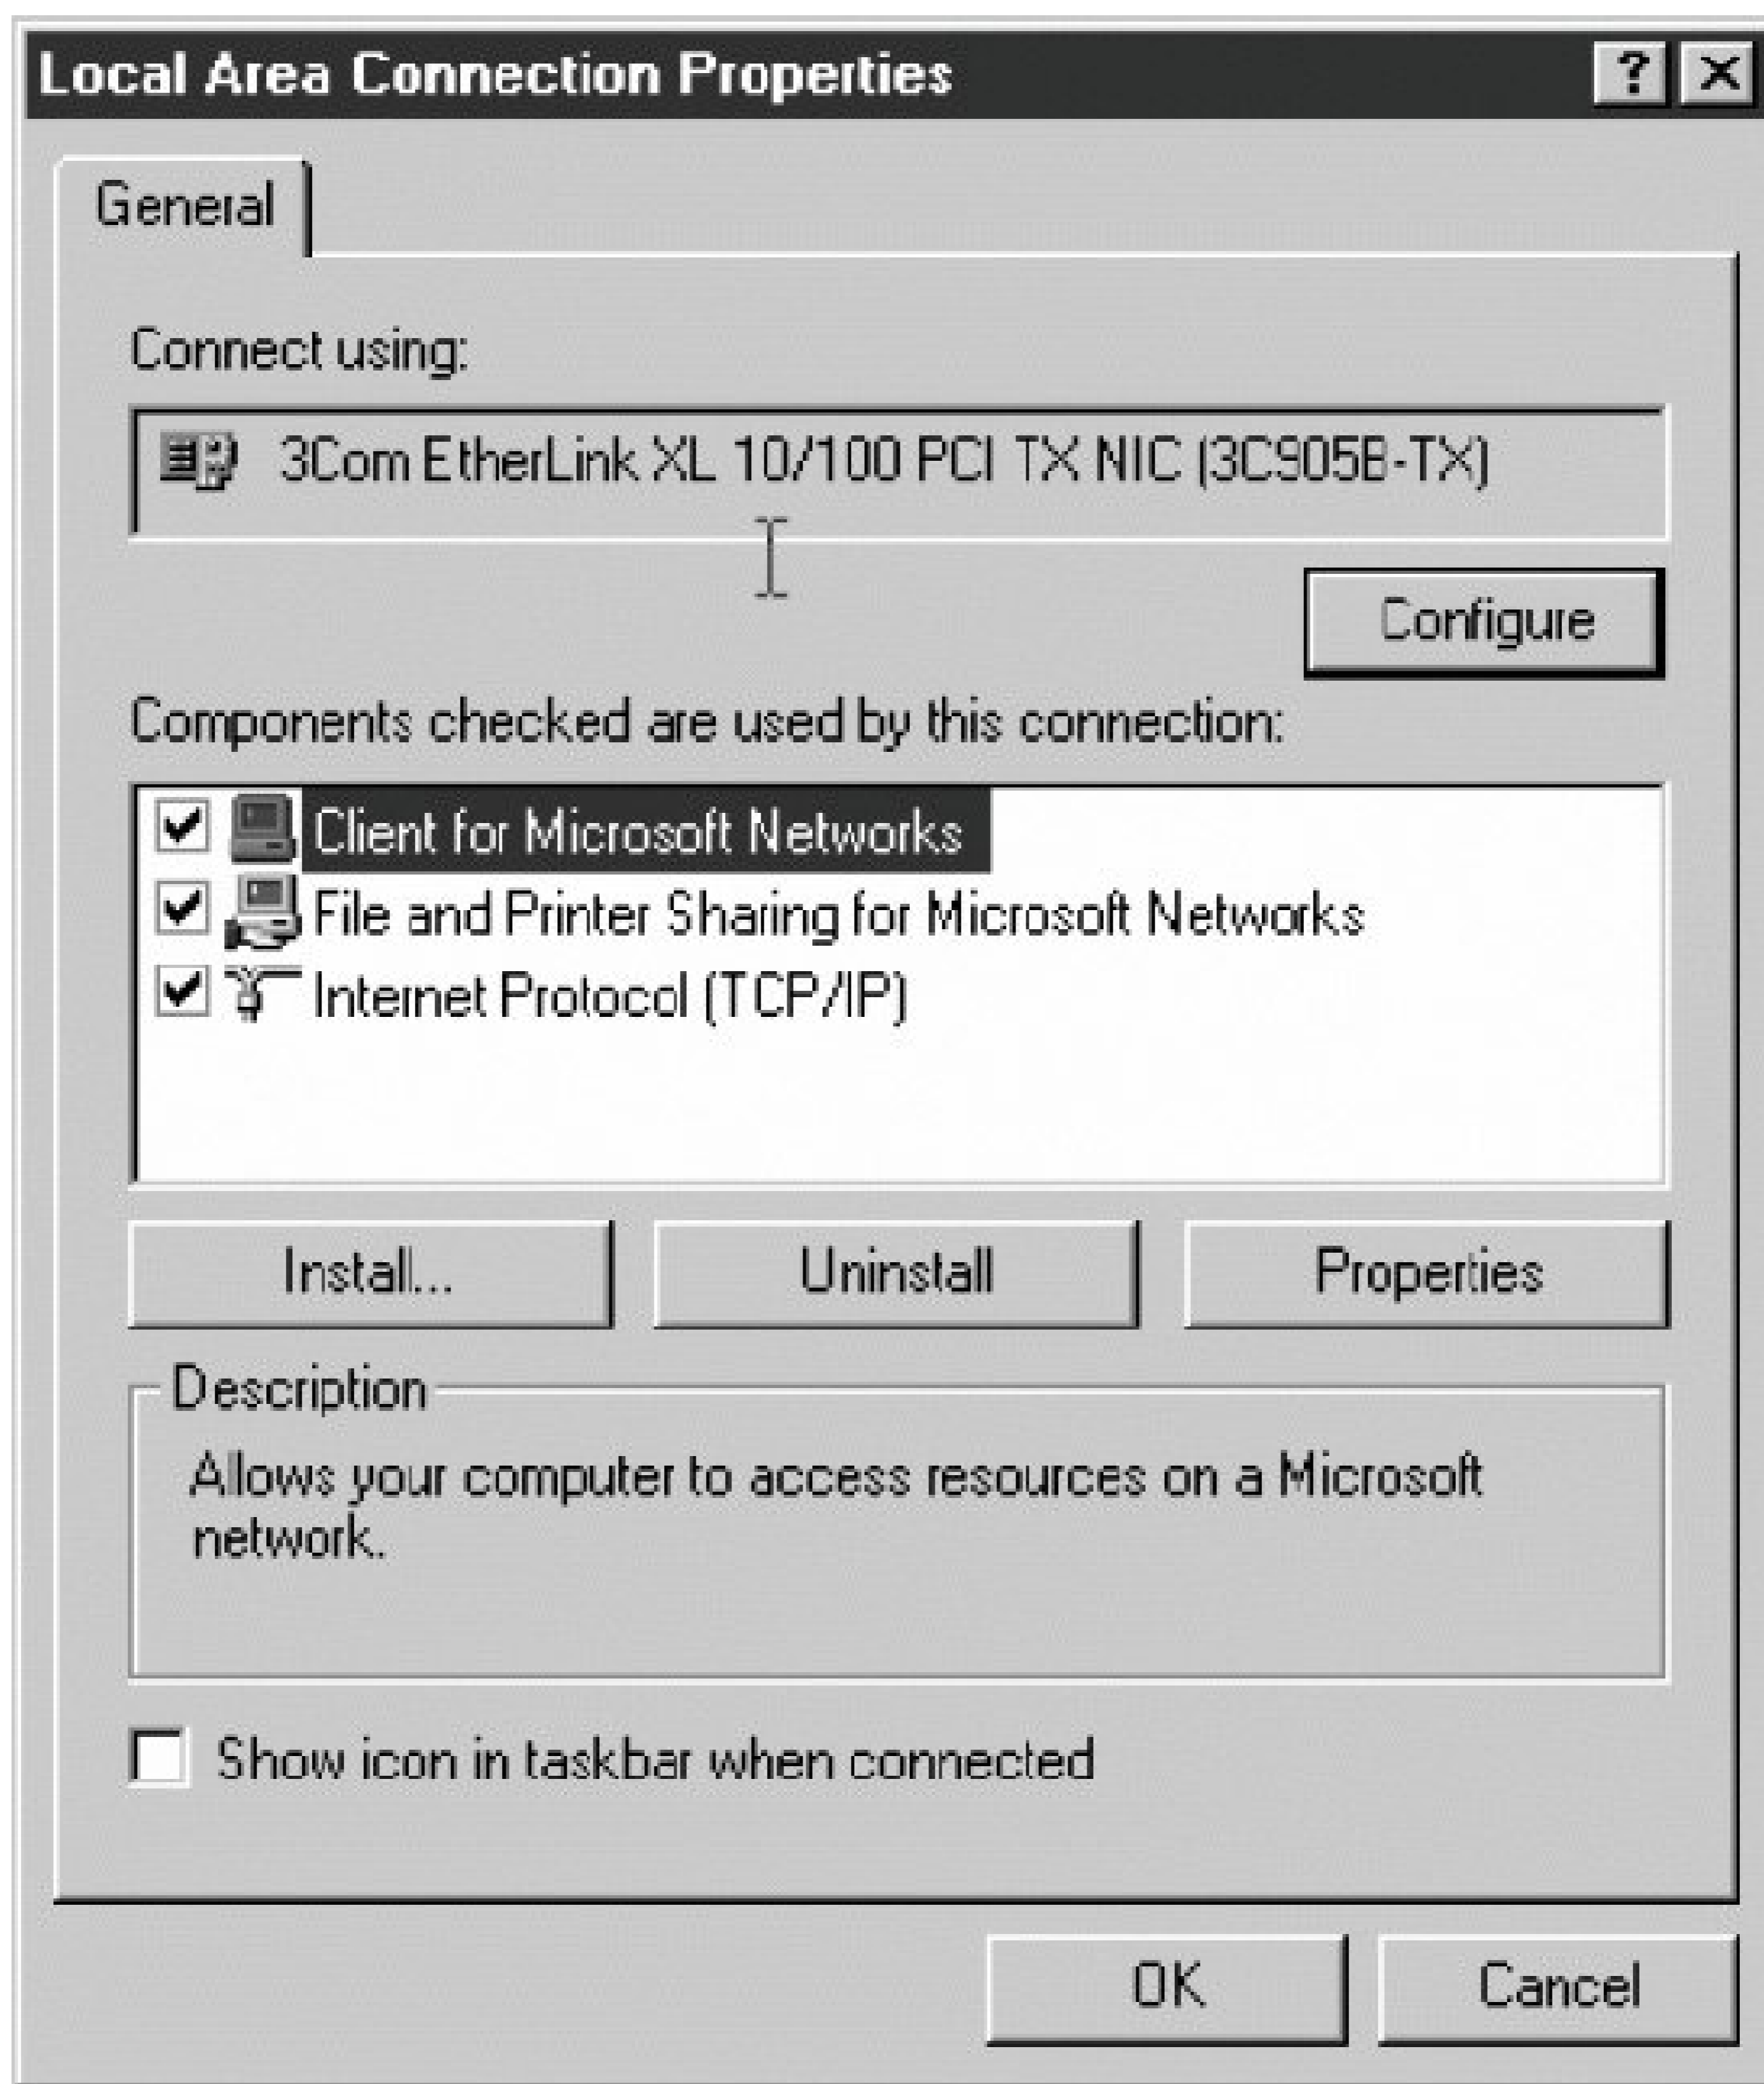 Local Area Connection Properties
General
Connect using:
3Com EtherLink XL 10/100 PCI TX NIC (3C905B-TX)
Configure
Components checked are used by this connection:
Client for Microsoft Networks
File and Printer Sharing for Microsoft Networks
Internet Protocol (TCP/IP)
Install... Uninstall Properties
Description
Allows your computer to access resources on a Microsoft
network.
Show icon in taskbar when connected
OK Cancel